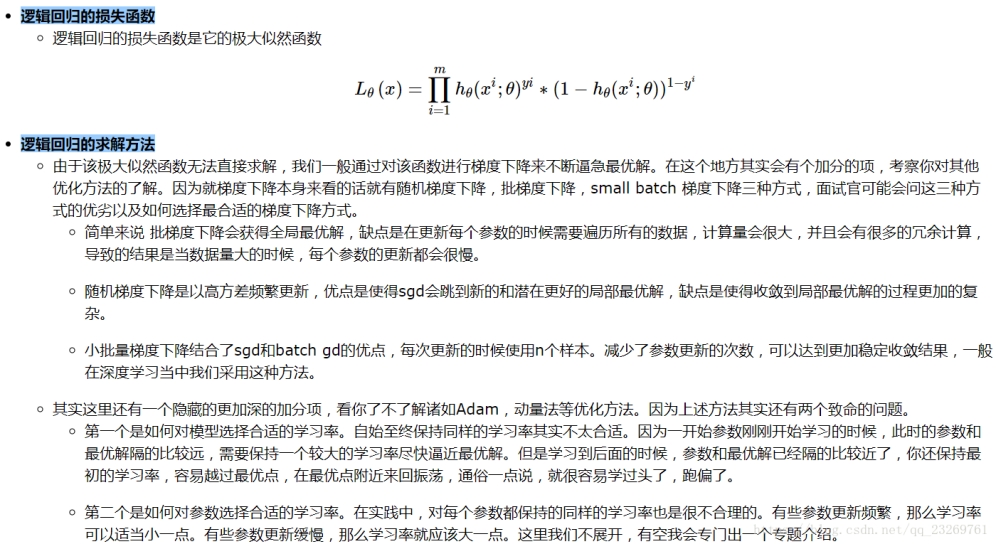 逻辑回归的损失函数
逻辑回归的损失函数是它的极大似然函数
L_θ(x) = ∏_{i=1}^{m} h_θ(x^i;θ)^{yi} * (1 − h_θ(x^i;θ))^{1−y^i}
逻辑回归的求解方法
由于该极大似然函数无法直接求解，我们一般通过对该函数进行梯度下降来不断逼急最优解。在这个地方其实会有个加分的项，考察你对其他
优化方法的了解。因为就梯度下降本身来看的话就有随机梯度下降，批梯度下降，small batch 梯度下降三种方式，面试官可能会问这三种方
式的优劣以及如何选择最合适的梯度下降方式。
简单来说 批梯度下降会获得全局最优解，缺点是在更新每个参数的时候需要遍历所有的数据，计算量会很大，并且会有很多的冗余计算，
导致的结果是当数据量大的时候，每个参数的更新都会很慢。
随机梯度下降是以高方差频繁更新，优点是使得sgd会跳到新的和潜在更好的局部最优解，缺点是使得收敛到局部最优解的过程更加的复
杂。
小批量梯度下降结合了sgd和batch gd的优点，每次更新的时候使用n个样本。减少了参数更新的次数，可以达到更加稳定收敛结果，一般
在深度学习当中我们采用这种方法。
其实这里还有一个隐藏的更加深的加分项，看你了不了解诸如Adam，动量法等优化方法。因为上述方法其实还有两个致命的问题。
第一个是如何对模型选择合适的学习率。自始至终保持同样的学习率其实不太合适。因为一开始参数刚刚开始学习的时候，此时的参数和
最优解隔的比较远，需要保持一个较大的学习率尽快逼近最优解。但是学习到后面的时候，参数和最优解已经隔的比较近了，你还保持最
初的学习率，容易越过最优点，在最优点附近来回振荡，通俗一点说，就很容易学过头了，跑偏了。
第二个是如何对参数选择合适的学习率。在实践中，对每个参数都保持的同样的学习率也是很不合理的。有些参数更新频繁，那么学习率
可以适当小一点。有些参数更新缓慢，那么学习率就应该大一点。这里我们不展开，有空我会专门出一个专题介绍。
https://blog.csdn.net/qq_23269761